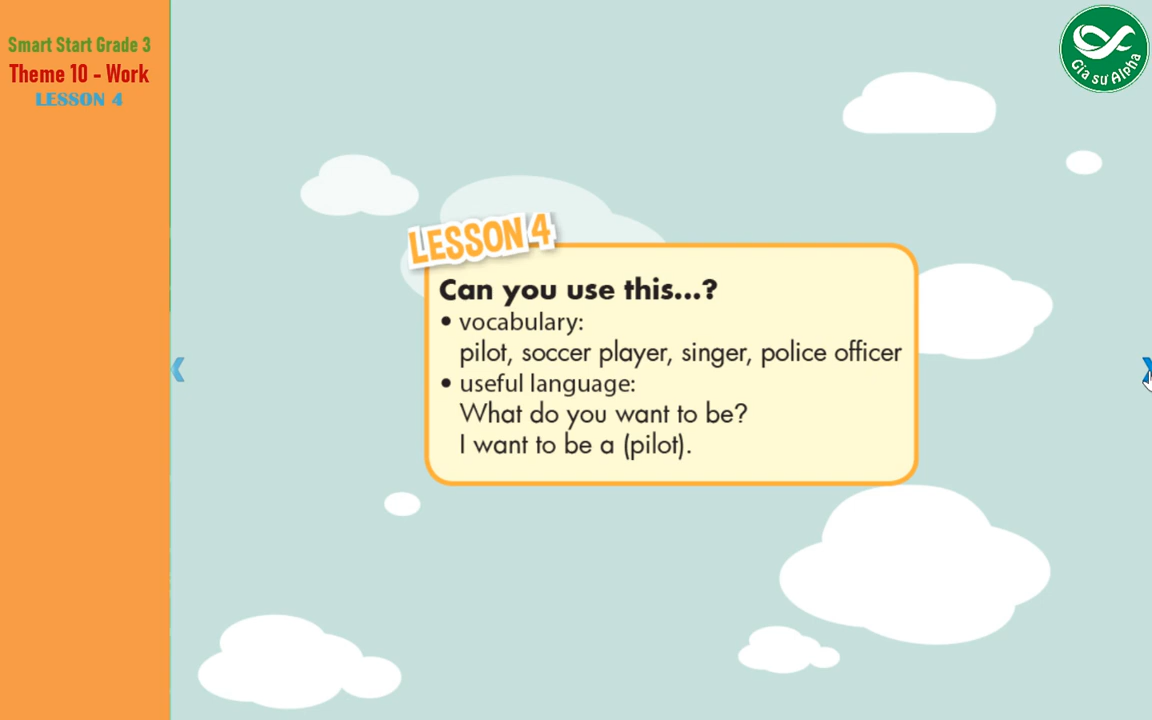 Smart Start Grade 3
Theme 10 - Work
LESSON 4
Gia sư Alpha
LESSON 4
Can you use this...?
• vocabulary:
pilot, soccer player, singer, police officer
• useful language:
What do you want to be?
I want to be a (pilot).